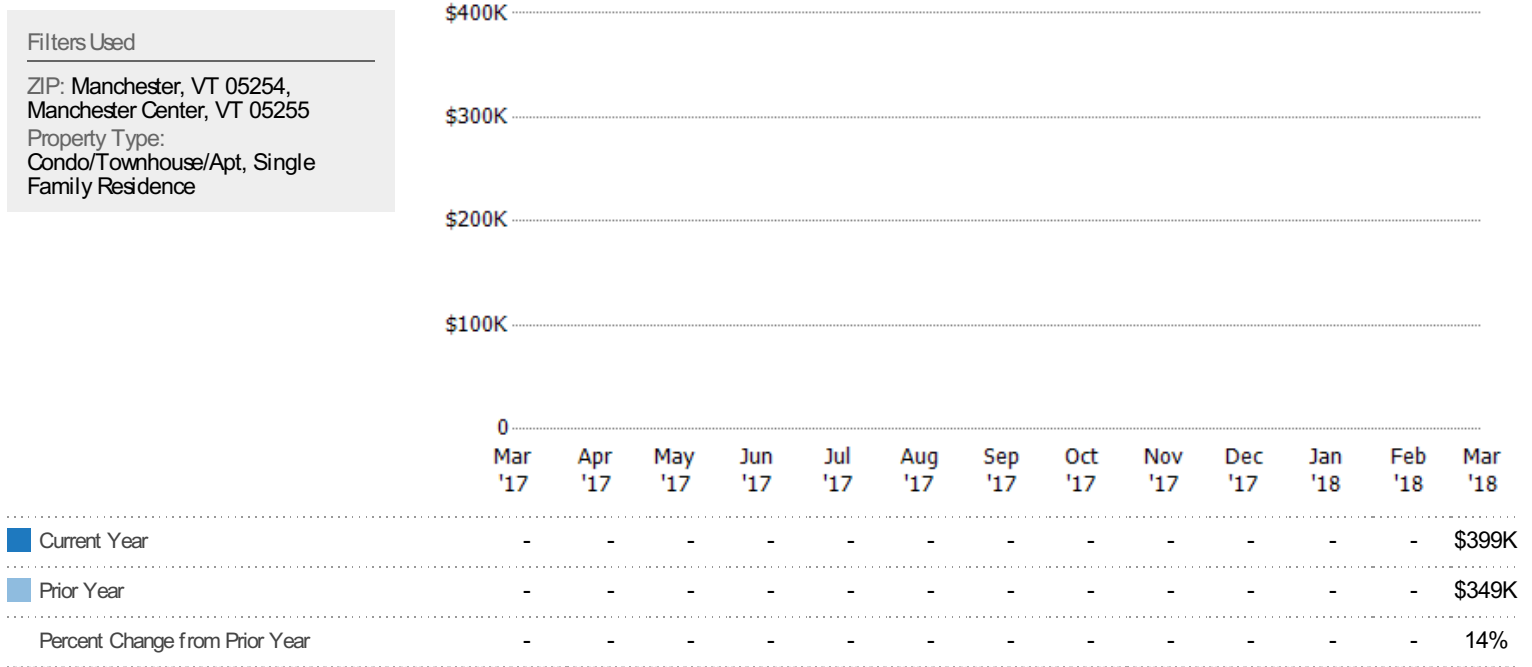 Filters Used
ZIP: Manchester, VT 05254,
Manchester Center, VT 05255
Property Type:
Condo/Townhouse/Apt, Single
Family Residence
$400K
$300K
$200K
$100K
0
Mar Apr May Jun Jul Aug Sep Oct Nov Dec Jan Feb Mar
'17 '17 '17 '17 '17 '17 '17 '17 '17 '17 '18 '18 '18
Current Year - - - - - - - - - - - - $399K
Prior Year - - - - - - - - - - - - $349K
Percent Change from Prior Year - - - - - - - - - - - - 14%